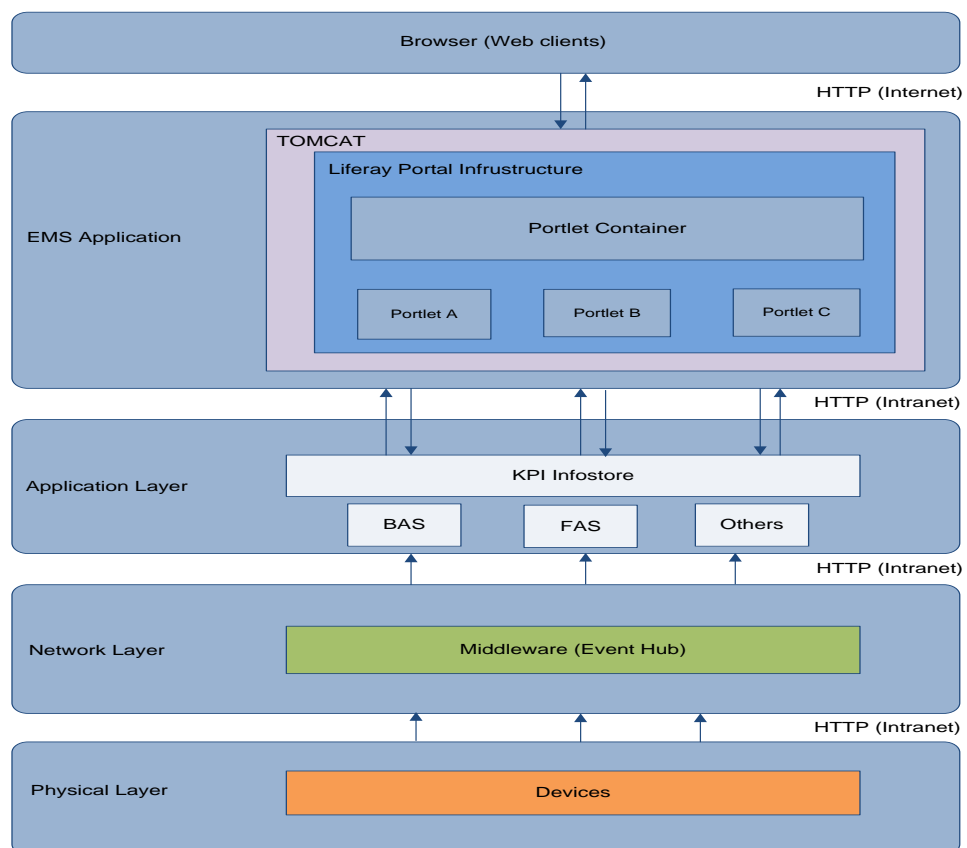 Browser (Web clients)
HTTP (Internet)
TOMCAT
Liferay Portal Infrustructure
Portlet Container
EMS Application
Portlet A
Portlet B
Portlet C
HTTP (Intranet)
KPI Infostore
Application Layer
BAS
FAS
Others
HTTP (Intranet)
Network Layer
Middleware (Event Hub)
HTTP (Intranet)
Physical Layer
Devices